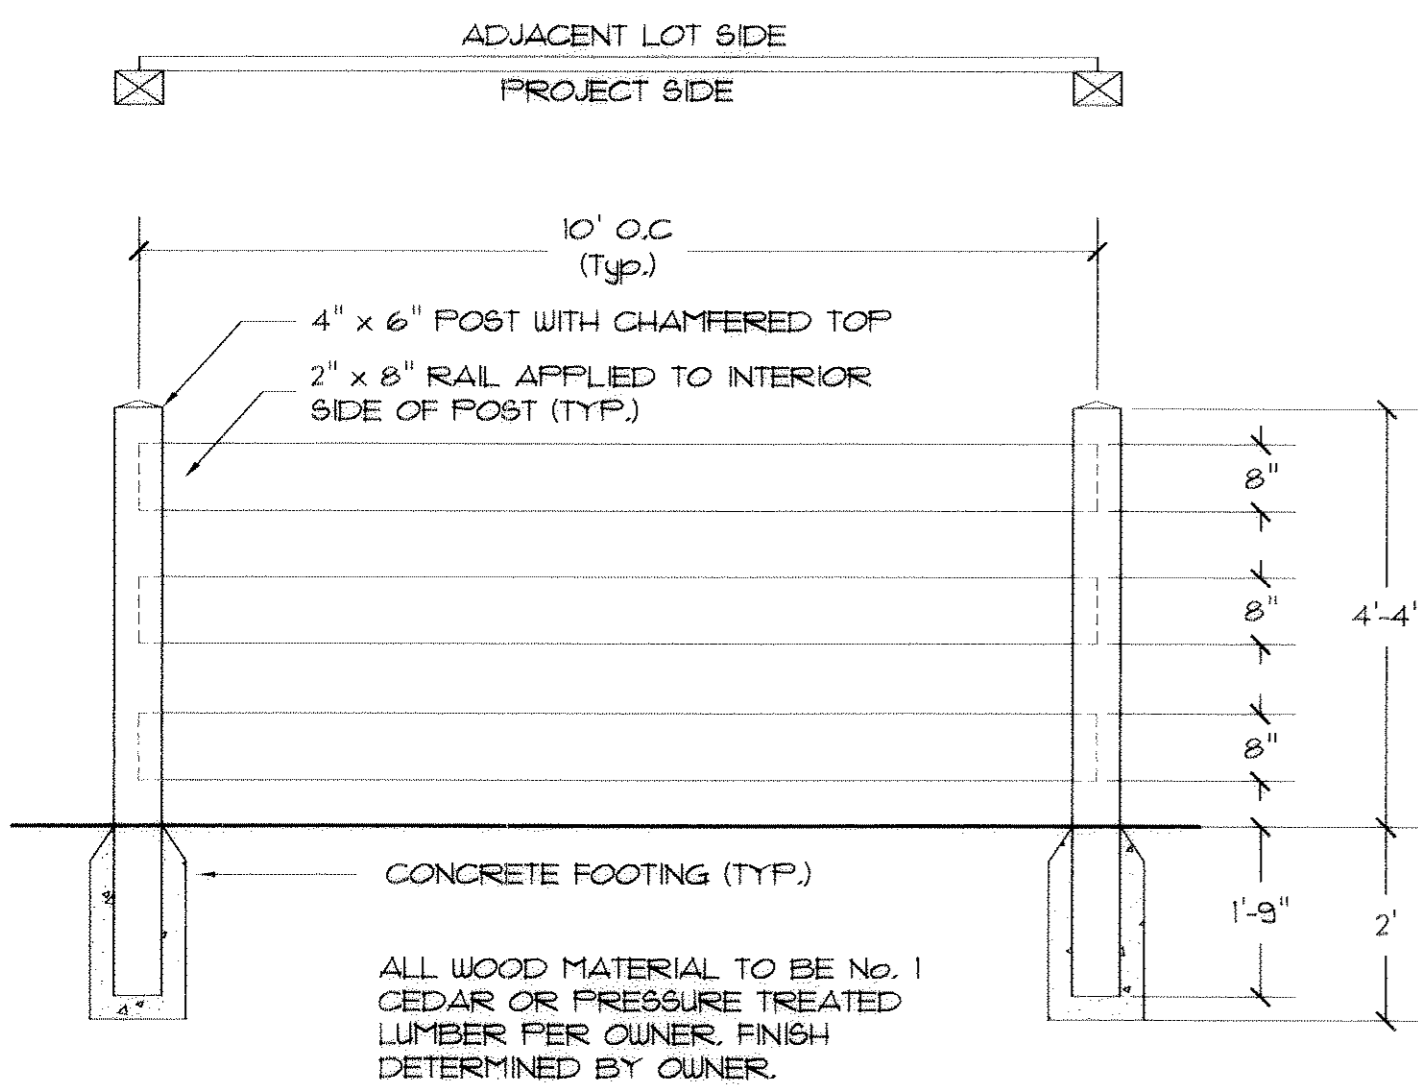 ADJACENT LOT SIDE
PROJECT SIDE
10' O.C
(Typ.)
4" x 6" POST WITH CHAMFERED TOP
2" x 8" RAIL APPLIED TO INTERIOR
SIDE OF POST (TYP.)
8"
8"
4'-4'
8"
CONCRETE FOOTING (TYP.)
1'-9"
2'
ALL WOOD MATERIAL TO BE No. 1
CEDAR OR PRESSURE TREATED
LUMBER PER OWNER. FINISH
DETERMINED BY OWNER.